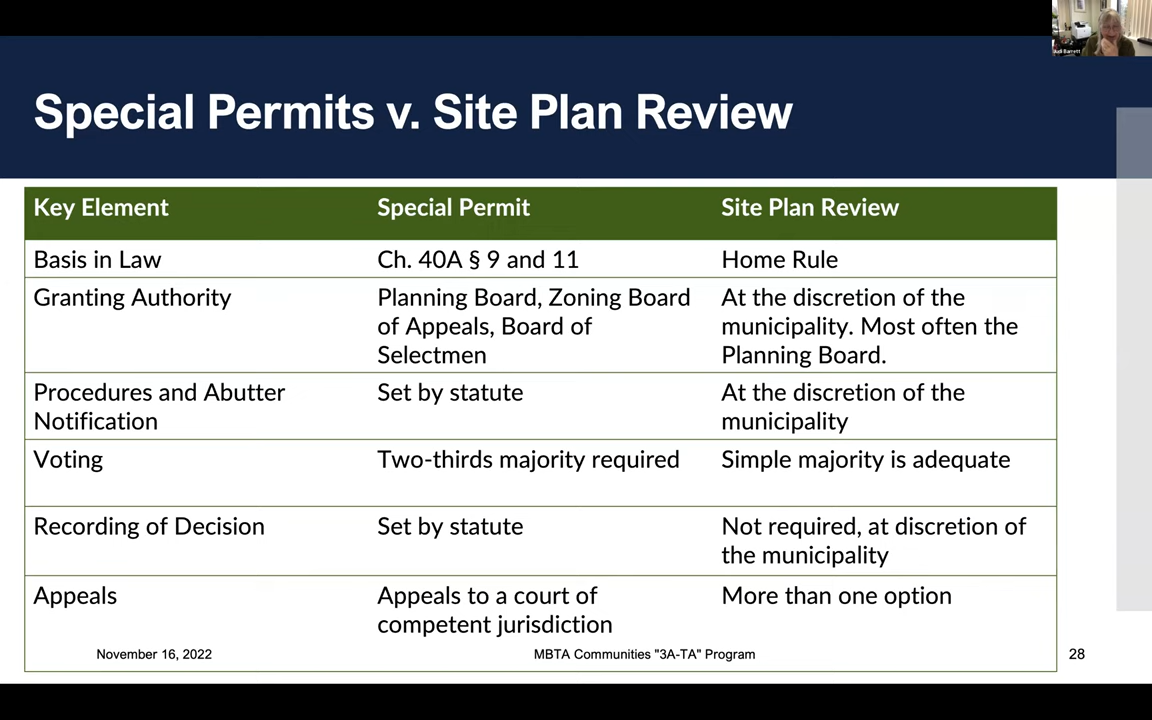 Judi Barrett
Special Permits v. Site Plan Review
Key Element
Special Permit
Site Plan Review
Basis in Law
Ch. 40A § 9 and 11
Home Rule
Granting Authority
Planning Board, Zoning Board
of Appeals, Board of
Selectmen
At the discretion of the
municipality. Most often the
Planning Board.
Procedures and Abutter
Notification
Set by statute
At the discretion of the
municipality
Voting
Two-thirds majority required
Simple majority is adequate
Recording of Decision
Set by statute
Not required, at discretion of
the municipality
Appeals
Appeals to a court of
competent jurisdiction
More than one option
November 16, 2022
MBTA Communities "3A-TA" Program
28